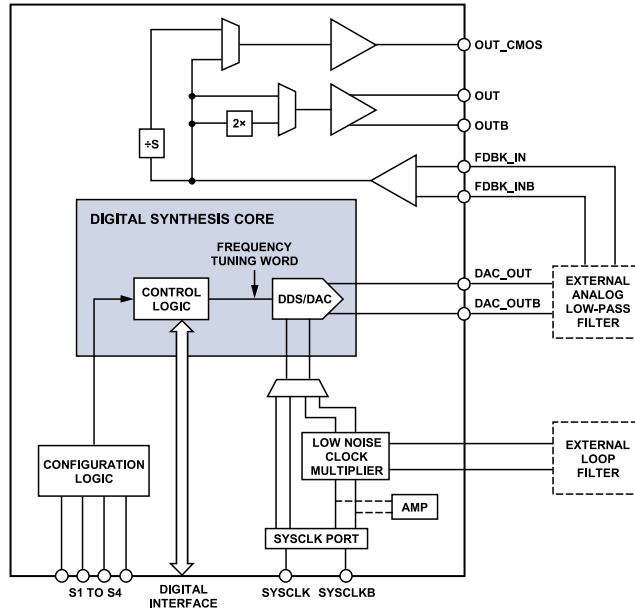 OUT_CMOS
OUT
OUTB
2×
÷S
FDBK_IN
FDBK_INB
DIGITAL SYNTHESIS CORE
FREQUENCY
TUNING WORD
CONTROL
LOGIC
DDS/DAC
DAC_OUT
DAC_OUTB
EXTERNAL
ANALOG
LOW-PASS
FILTER
LOW NOISE
CLOCK
MULTIPLIER
EXTERNAL
LOOP
FILTER
CONFIGURATION
LOGIC
AMP
SYSCLK PORT
S1 TO S4
DIGITAL
INTERFACE
SYSCLK
SYSCLKB